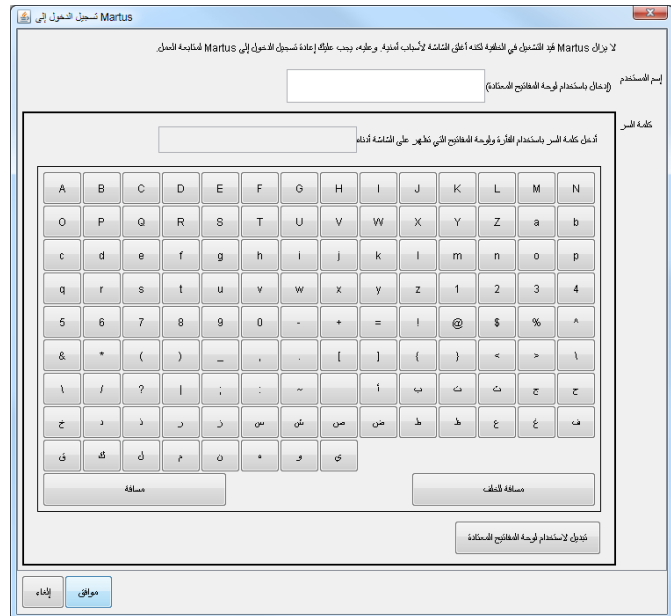 تسجيل الدخول إلى Martus
لا يزال Martus قيد التشغيل في الخلفية لكنه أغلق الشاشة لأسباب أمنية. وعليه، يجب عليك إعادة تسجيل الدخول إلى Martus لمتابعة العمل.
إسم المستخدم
(إدخال باستخدام لوحة المفاتيح المعتادة)
كلمة السر
أدخل كلمة السر باستخدام الفأرة ولوحة المفاتيح التي تظهر على الشاشة أدناه
A B C D E F G H I J K L M N
O P Q R S T U V W X Y Z a b
c d e f g h i j k l m n o p
q r s t u v w x y z 1 2 3 4
5 6 7 8 9 0 - + = ! @ $ % ^
& * ( ) _ , . [ ] { } < > \
\ / ? | ; : ~ أ ب ت ث ج ح
خ د ذ ر ز س ش ص ض ط ظ ع غ ف
ق ك ل م ن ه و ي
مسافة
مسافة للخلف
تبديل لاستخدام لوحة المفاتيح المعتادة
إلغاء
موافق